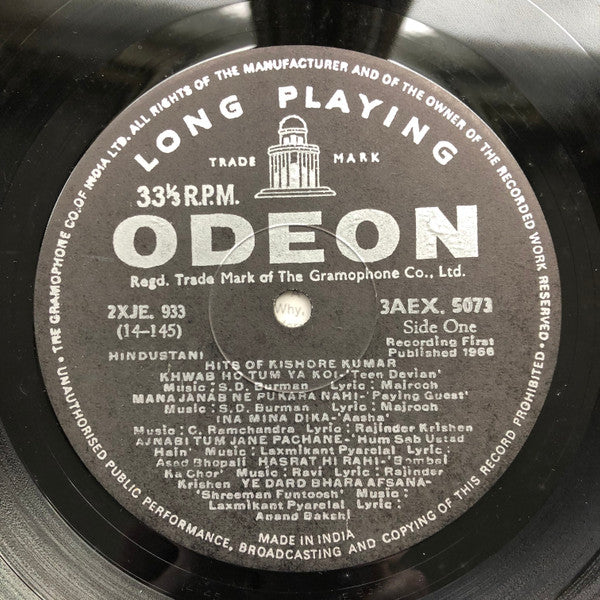 UNAUTHORISED PUBLIC PERFORMANCE, BROADCASTING AND COPYING OF THIS RECORD PROHIBITED · THE GRAMOPHONE CO. OF INDIA LTD. ALL RIGHTS OF THE MANUFACTURER AND OF THE OWNER OF THE RECORDED WORK RESERVED ·
LONG PLAYING
TRADE MARK
33⅓ R.P.M.
ODEON
Regd. Trade Mark of The Gramophone Co., Ltd.
2XJE. 933
(14-145)
Why.
3AEX. 5073
Side One
Recording First
Published 1966
HINDUSTANI
HITS OF KISHORE KUMAR
KHWAB HO TUM YA KOI-'Teen Devian'
Music : S.D. Burman Lyric : Majrooh
MANA JANAB NE PUKARA NAHI-'Paying Guest'
Music : S.D. Burman Lyric : Majrooh
INA MINA DIKA-'Aasha'
Music : C. Ramchandra Lyric : Rajinder Krishen
AJNABI TUM JANE PACHANE-'Hum Sab Ustad
Hain' Music : Laxmikant Pyarelal Lyric :
Asad Bhopali HASRAT HI RAHI-'Bombai
Ka Chor' Music : Ravi Lyric : Rajinder
Krishen YE DARD BHARA AFSANA-
'Shreeman Funtoosh' Music :
Laxmikant Pyarelal Lyric :
Anand Bakshi
MADE IN INDIA